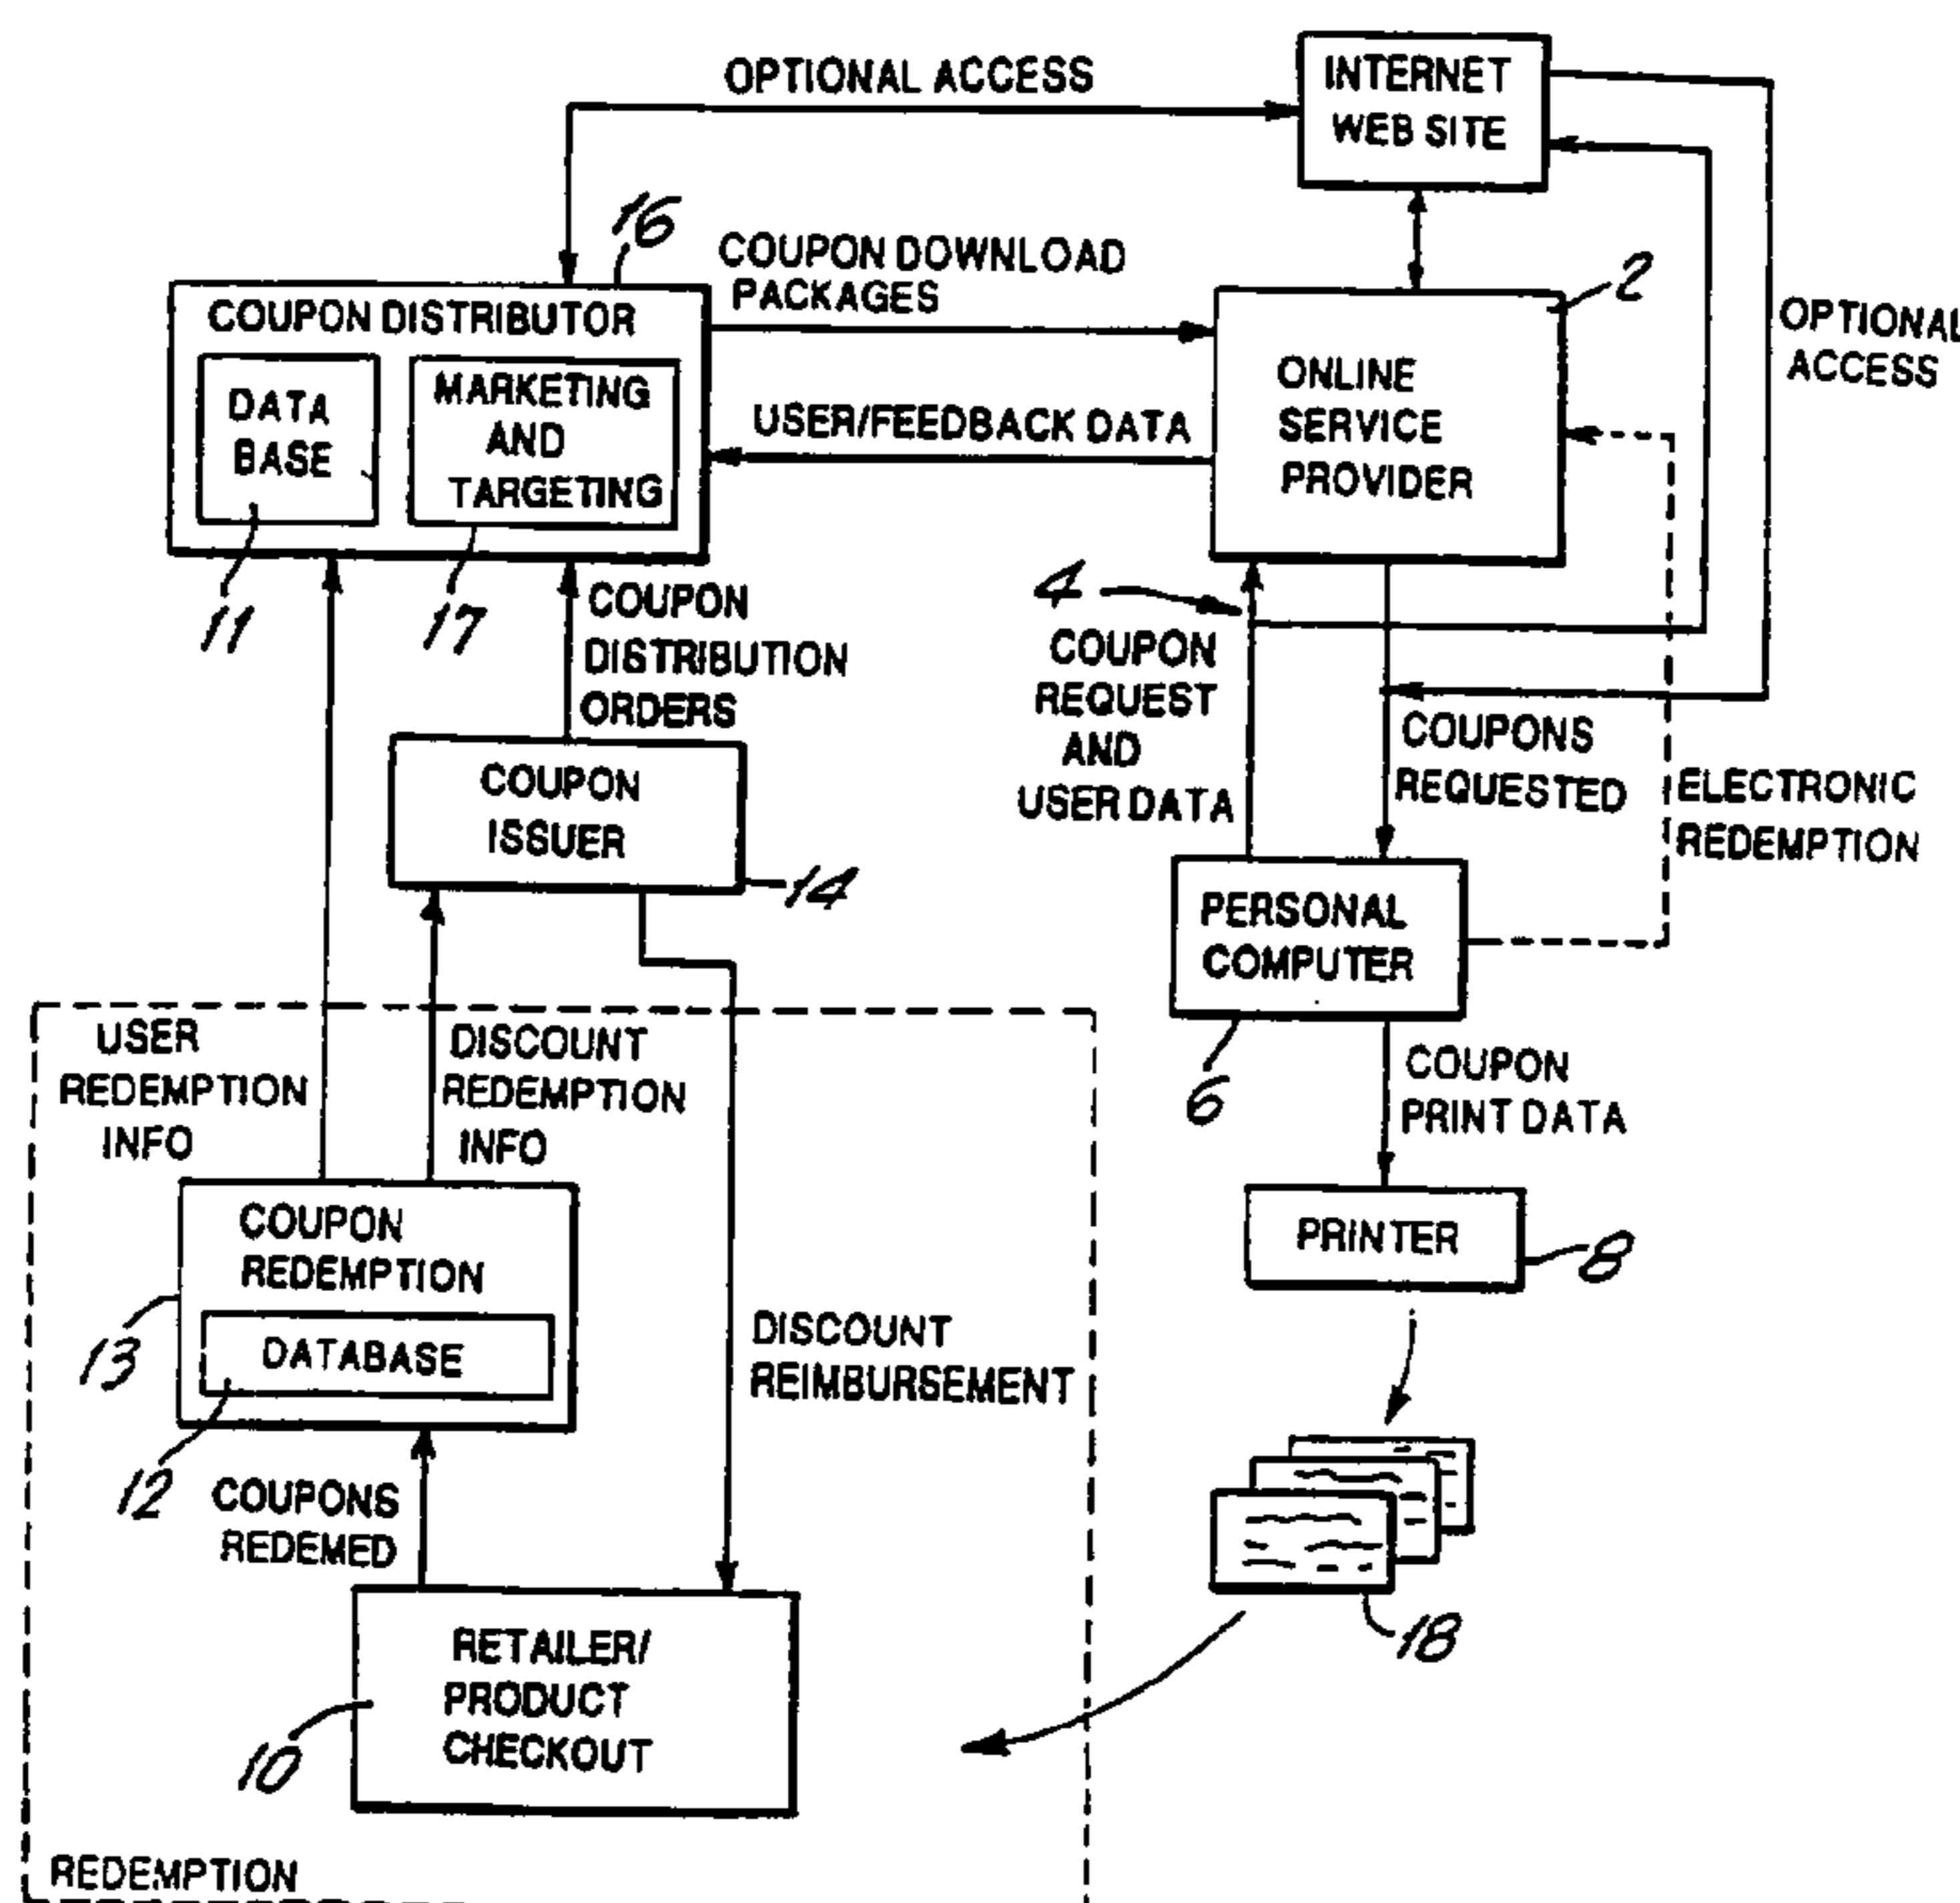 OPTIONAL ACCESS
INTERNET
WEB SITE
16
COUPON DOWNLOAD
PACKAGES
2
COUPON DISTRIBUTOR
DATA
BASE
MARKETING
AND
TARGETING
USER/FEEDBACK DATA
ONLINE
SERVICE
PROVIDER
OPTIONAL
ACCESS
11
17
COUPON
DISTRIBUTION
ORDERS
4
COUPON
REQUEST
AND
USER DATA
COUPONS
REQUESTED
ELECTRONIC
REDEMPTION
COUPON
ISSUER
14
PERSONAL
COMPUTER
6
USER
REDEMPTION
INFO
DISCOUNT
REDEMPTION
INFO
COUPON
PRINT DATA
COUPON
REDEMPTION
DATABASE
13
12
PRINTER
8
DISCOUNT
REIMBURSEMENT
COUPONS
REDEMED
18
RETAILER/
PRODUCT
CHECKOUT
10
REDEMPTION